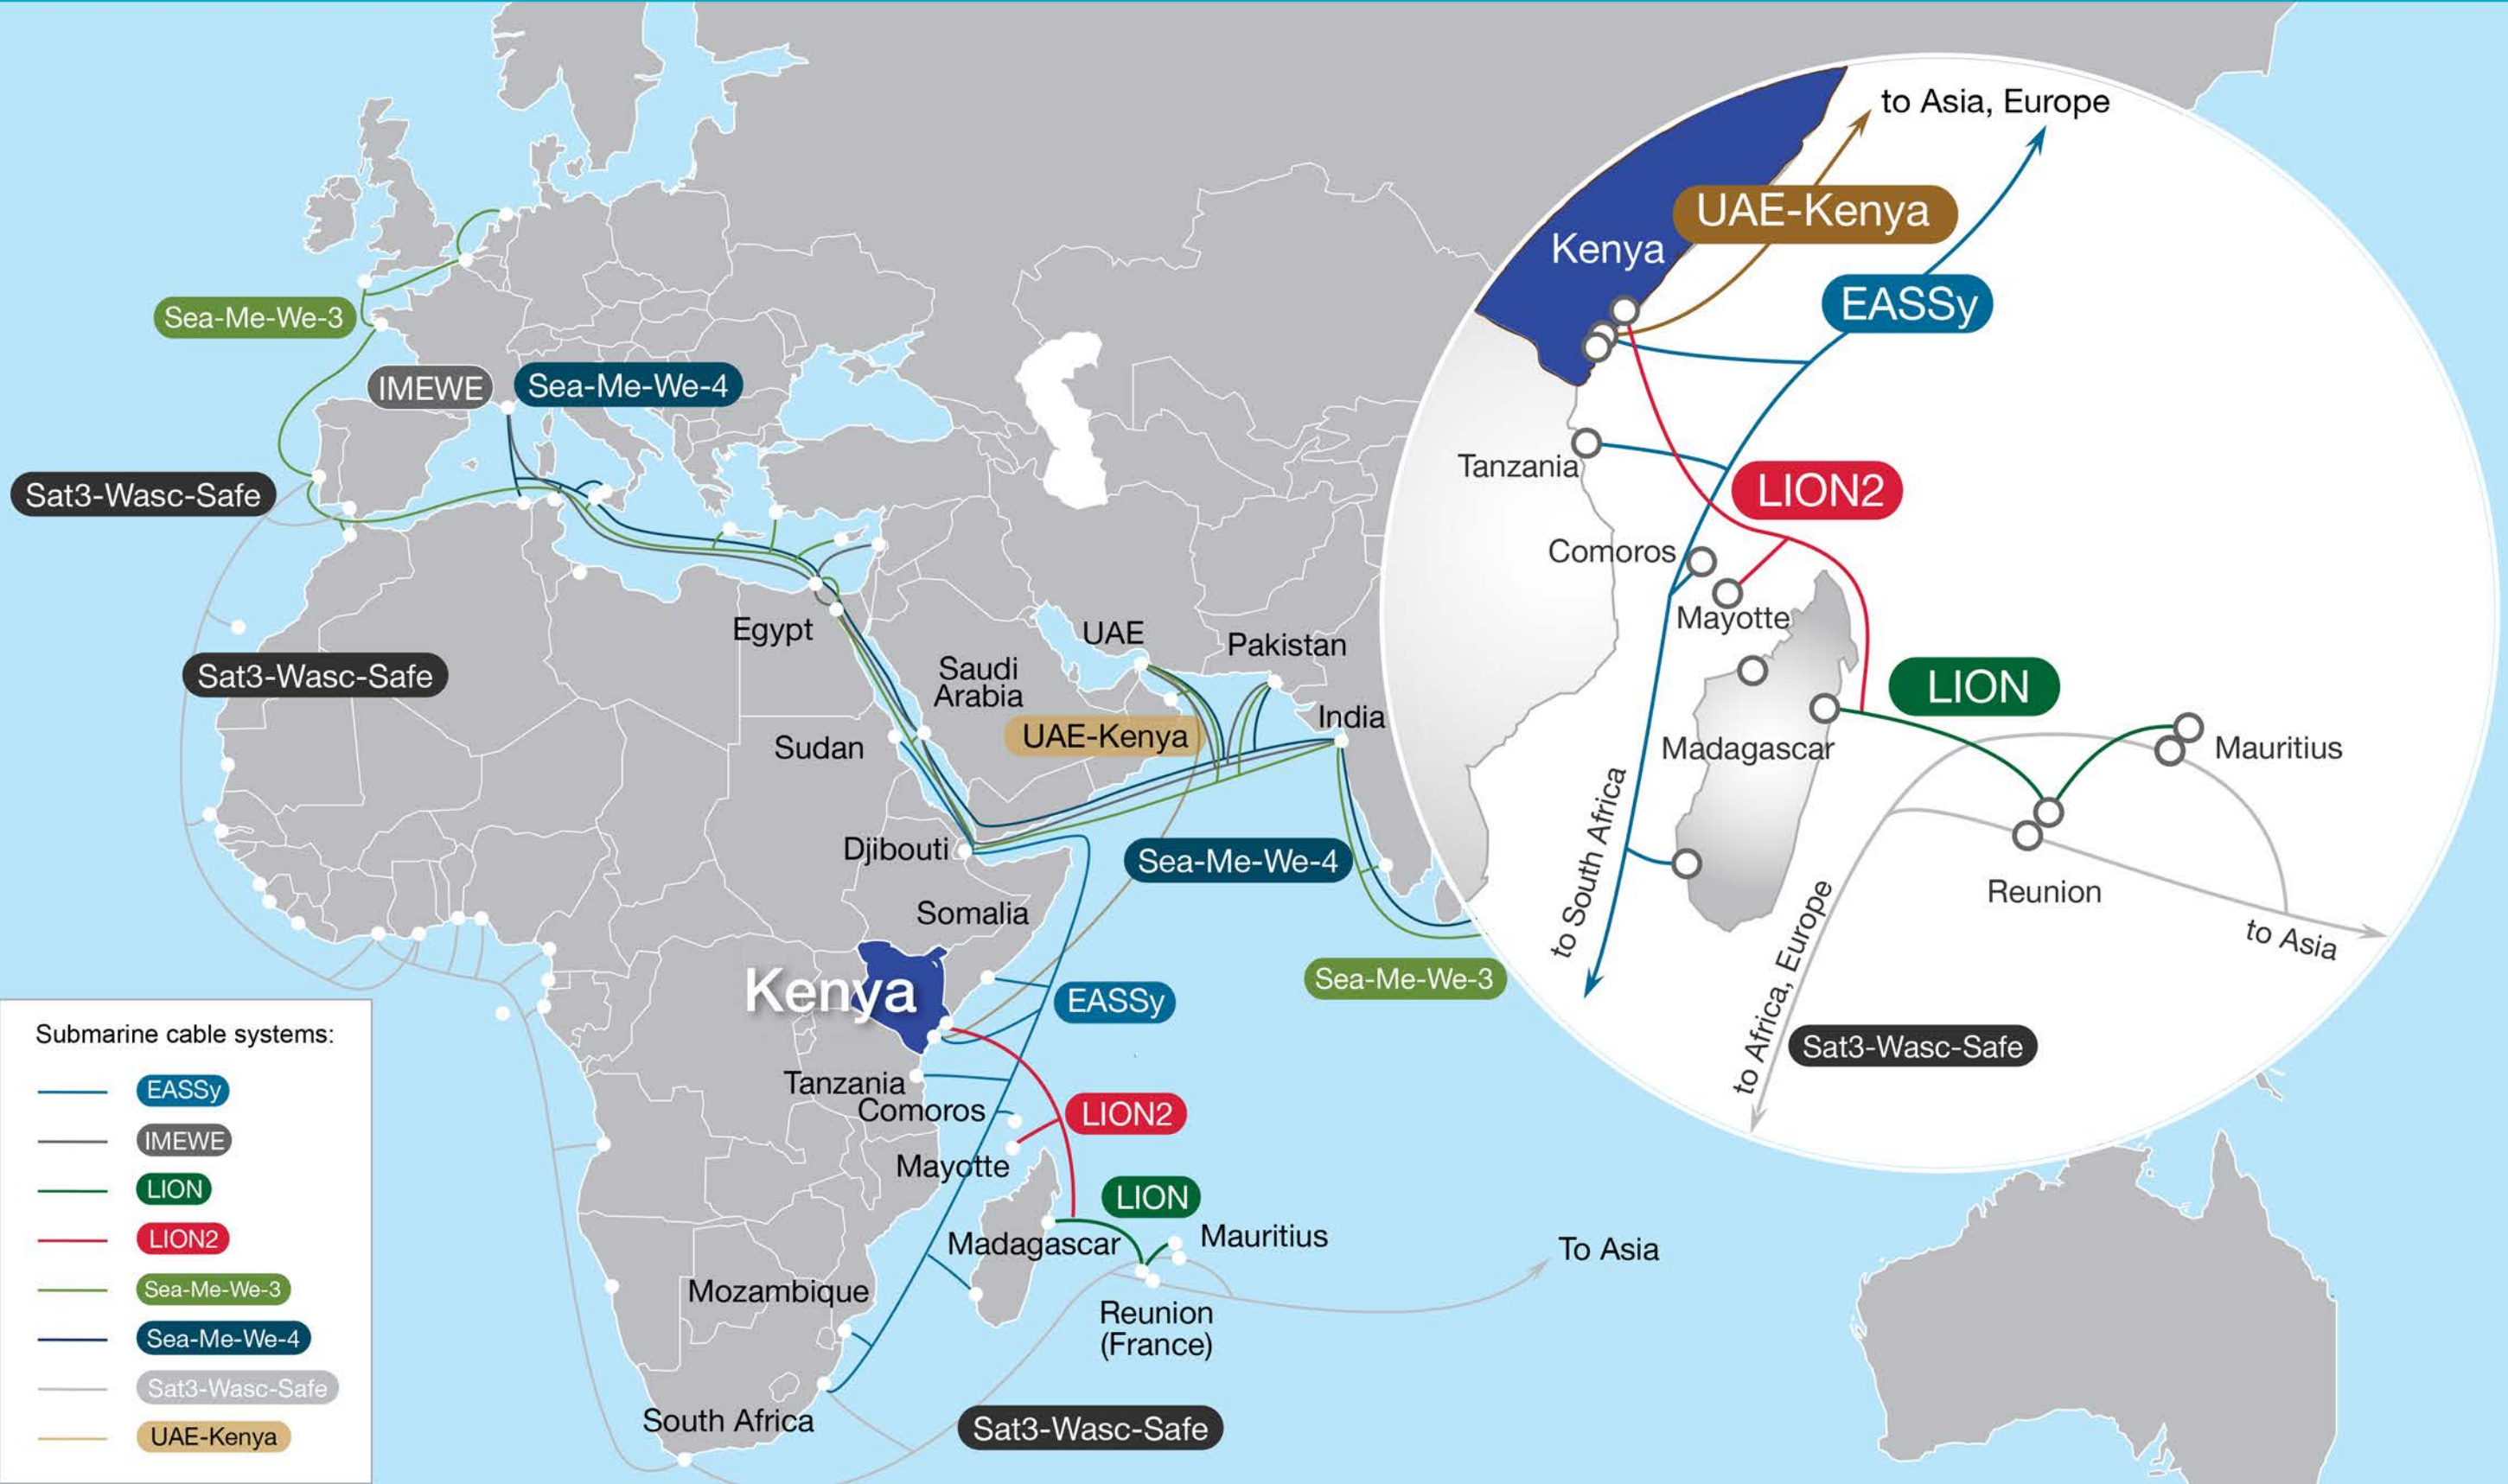 Sea-Me-We-3
IMEWE
Sea-Me-We-4
Sat3-Wasc-Safe
Sat3-Wasc-Safe
Egypt
UAE
Pakistan
Saudi
Arabia
India
UAE-Kenya
Sudan
Djibouti
Sea-Me-We-4
Somalia
Sea-Me-We-3
Kenya
EASSy
Tanzania
Comoros
LION2
Mayotte
LION
Madagascar
Mauritius
To Asia
Mozambique
Reunion
(France)
South Africa
Sat3-Wasc-Safe
Submarine cable systems:
EASSy
IMEWE
LION
LION2
Sea-Me-We-3
Sea-Me-We-4
Sat3-Wasc-Safe
UAE-Kenya
to Asia, Europe
UAE-Kenya
Kenya
EASSy
Tanzania
LION2
Comoros
Mayotte
LION
Madagascar
Mauritius
to South Africa
Reunion
to Asia
to Africa, Europe
Sat3-Wasc-Safe